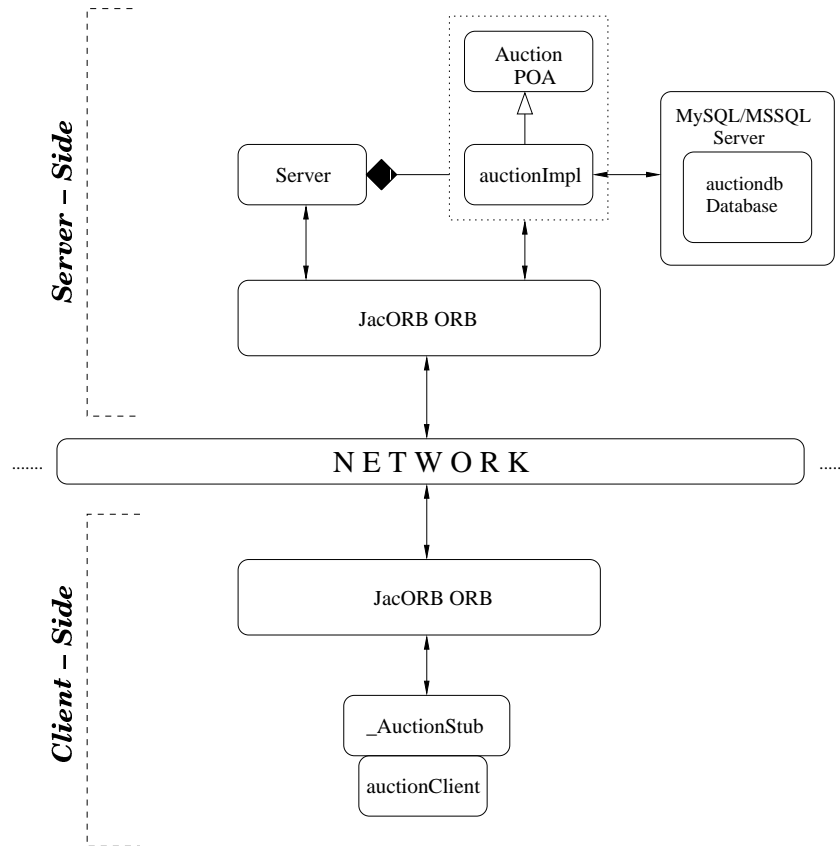 Server – Side
Auction
POA
MySQL/MSSQL
Server
Server
auctionImpl
auctiondb
Database
JacORB ORB
....... NETWORK .....
Client – Side
JacORB ORB
_AuctionStub
auctionClient